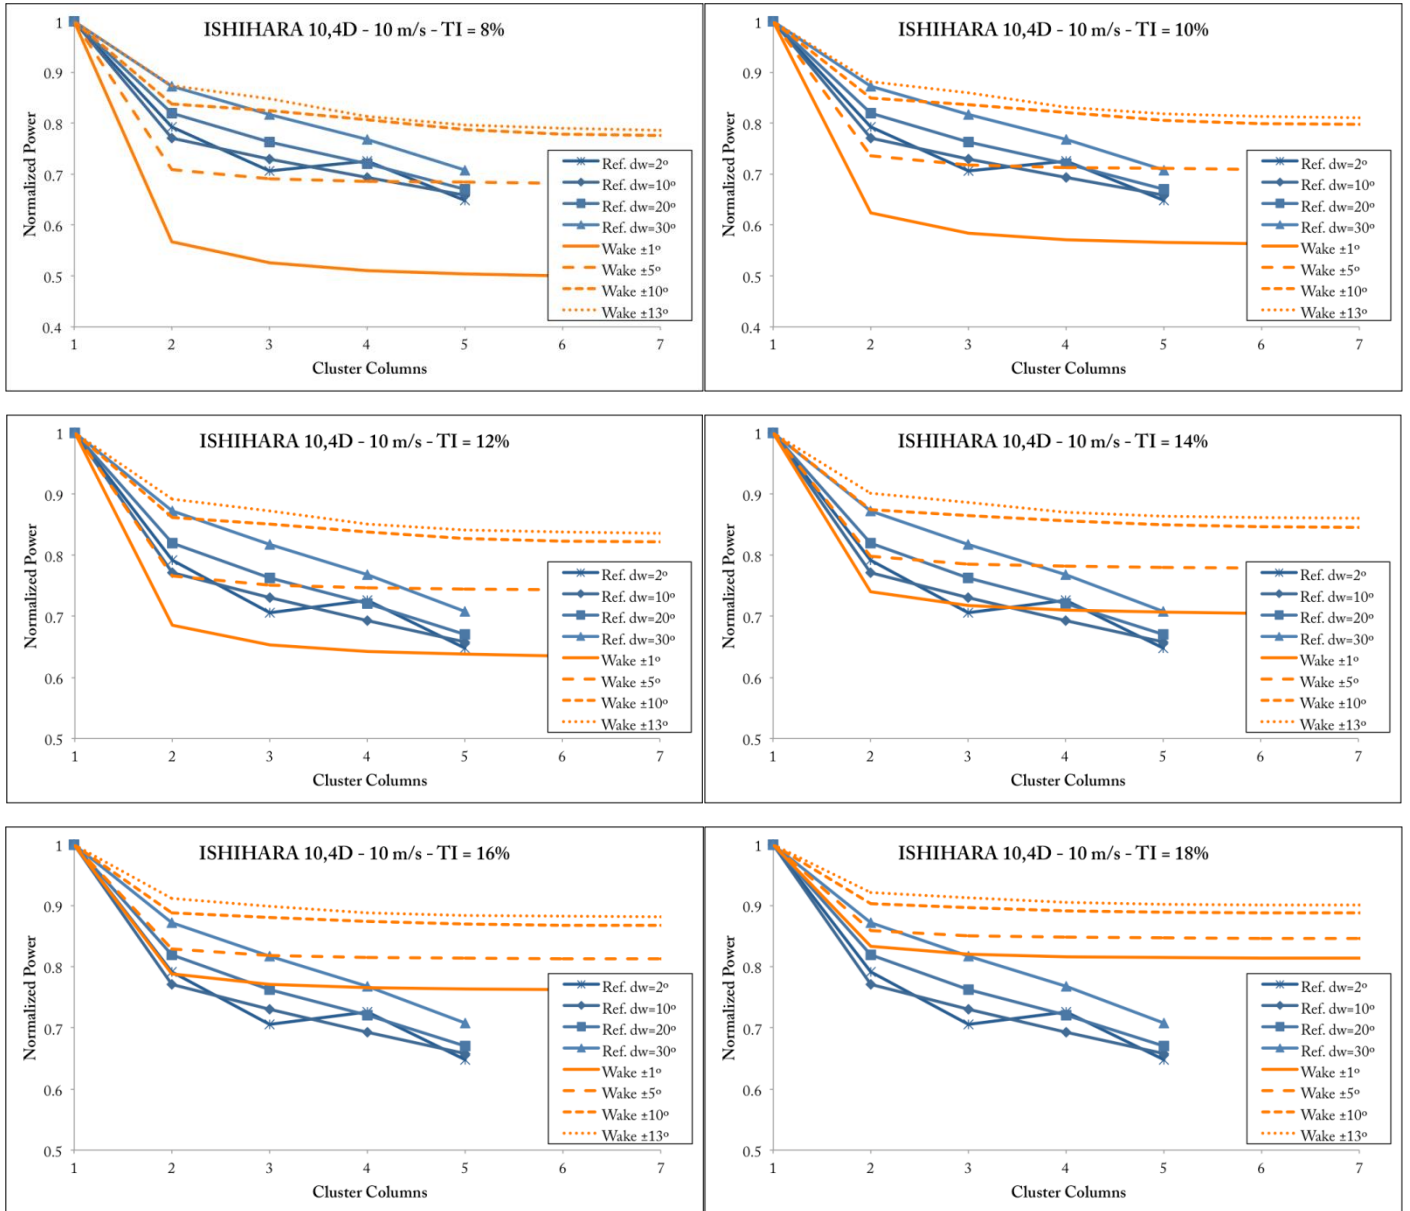 ISHIHARA 10,4D - 10 m/s - TI = 8%
Normalized Power
1
0.9
0.8
0.7
0.6
0.5
0.4
1 2 3 4 5 6 7
Cluster Columns
Ref. dw=2º
Ref. dw=10º
Ref. dw=20º
Ref. dw=30º
Wake ±1º
Wake ±5º
Wake ±10º
Wake ±13º
ISHIHARA 10,4D - 10 m/s - TI = 10%
Normalized Power
1
0.9
0.8
0.7
0.6
0.5
0.4
1 2 3 4 5 6 7
Cluster Columns
Ref. dw=2º
Ref. dw=10º
Ref. dw=20º
Ref. dw=30º
Wake ±1º
Wake ±5º
Wake ±10º
Wake ±13º
ISHIHARA 10,4D - 10 m/s - TI = 12%
Normalized Power
1
0.9
0.8
0.7
0.6
0.5
1 2 3 4 5 6 7
Cluster Columns
Ref. dw=2º
Ref. dw=10º
Ref. dw=20º
Ref. dw=30º
Wake ±1º
Wake ±5º
Wake ±10º
Wake ±13º
ISHIHARA 10,4D - 10 m/s - TI = 14%
Normalized Power
1
0.9
0.8
0.7
0.6
0.5
1 2 3 4 5 6 7
Cluster Columns
Ref. dw=2º
Ref. dw=10º
Ref. dw=20º
Ref. dw=30º
Wake ±1º
Wake ±5º
Wake ±10º
Wake ±13º
ISHIHARA 10,4D - 10 m/s - TI = 16%
Normalized Power
1
0.9
0.8
0.7
0.6
0.5
1 2 3 4 5 6 7
Cluster Columns
Ref. dw=2º
Ref. dw=10º
Ref. dw=20º
Ref. dw=30º
Wake ±1º
Wake ±5º
Wake ±10º
Wake ±13º
ISHIHARA 10,4D - 10 m/s - TI = 18%
Normalized Power
1
0.9
0.8
0.7
0.6
0.5
1 2 3 4 5 6 7
Cluster Columns
Ref. dw=2º
Ref. dw=10º
Ref. dw=20º
Ref. dw=30º
Wake ±1º
Wake ±5º
Wake ±10º
Wake ±13º